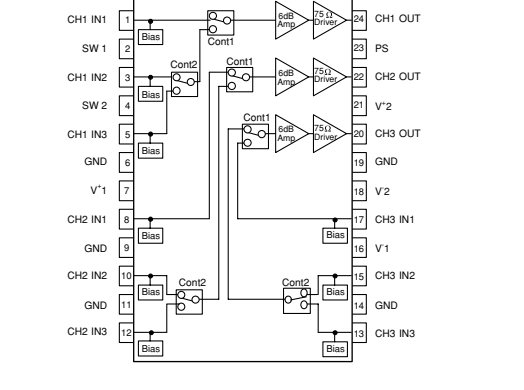 CH1 IN1 1 Bias Cont1 6dB Amp 75Ω Driver 24 CH1 OUT
SW 1 2 23 PS
CH1 IN2 3 Bias Cont2 Cont1 6dB Amp 75Ω Driver 22 CH2 OUT
SW 2 4 21 V+2
CH1 IN3 5 Bias Cont1 6dB Amp 75Ω Driver 20 CH3 OUT
GND 6 19 GND
V+1 7 18 V-2
CH2 IN1 8 Bias 17 CH3 IN1 Bias
GND 9 16 V-1
CH2 IN2 10 Bias Cont2 Cont2 Bias 15 CH3 IN2
GND 11 14 GND
CH2 IN3 12 Bias Bias 13 CH3 IN3